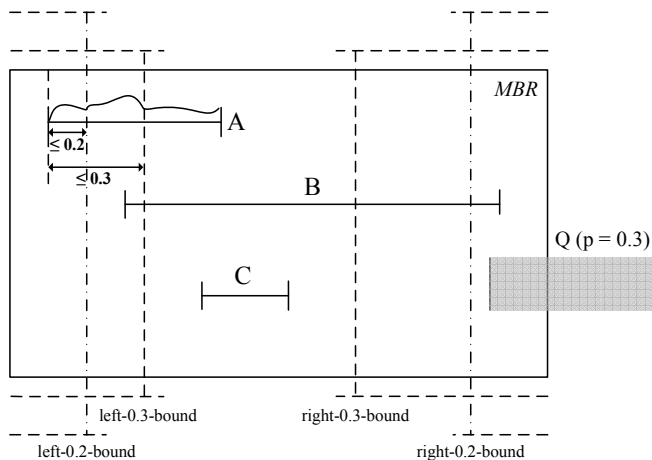 MBR
A
≤ 0.2
≤ 0.3
B
Q (p = 0.3)
C
left-0.3-bound
right-0.3-bound
left-0.2-bound
right-0.2-bound